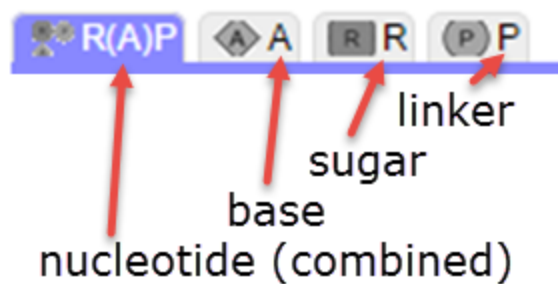 R(A)P A A R R P P
linker
sugar
base
nucleotide (combined)